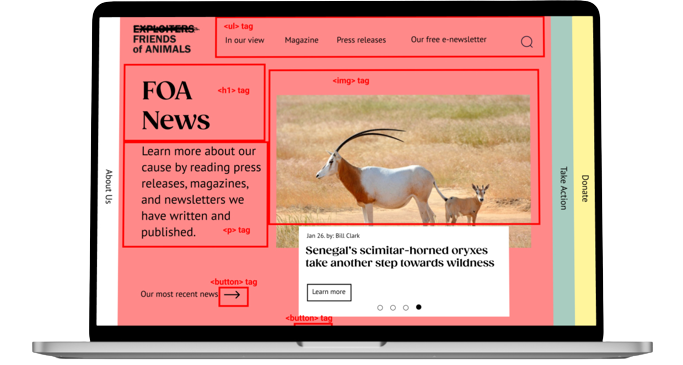 EXPLOITERS
FRIENDS
of ANIMALS
<ul> tag
In our view Magazine Press releases Our free e-newsletter
FOA
News
<h1> tag
<img> tag
Learn more about our
cause by reading press
releases, magazines,
and newsletters we
have written and
published.
<p> tag
About Us
Take Action
Donate
Jan 26. by: Bill Clark
Senegal's scimitar-horned oryxes
take another step towards wildness
Learn more
<button> tag
Our most recent news
<button> tag